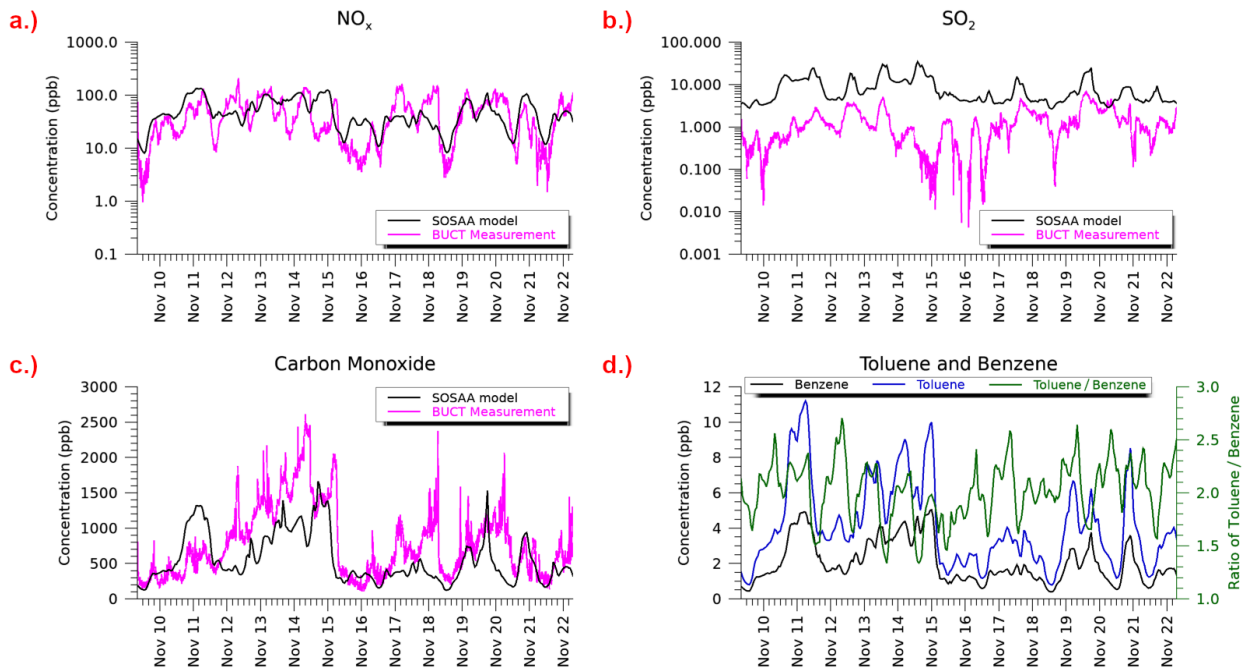 a.)
NOx
Concentration (ppb)
1000.0
100.0
10.0
1.0
0.1
SOSAA model
BUCT Measurement
Nov 10
Nov 11
Nov 12
Nov 13
Nov 14
Nov 15
Nov 16
Nov 17
Nov 18
Nov 19
Nov 20
Nov 21
Nov 22
b.)
SO2
Concentration (ppb)
100.000
10.000
1.000
0.100
0.010
0.001
SOSAA model
BUCT Measurement
Nov 10
Nov 11
Nov 12
Nov 13
Nov 14
Nov 15
Nov 16
Nov 17
Nov 18
Nov 19
Nov 20
Nov 21
Nov 22
c.)
Carbon Monoxide
Concentration (ppb)
3000
2500
2000
1500
1000
500
0
SOSAA model
BUCT Measurement
Nov 10
Nov 11
Nov 12
Nov 13
Nov 14
Nov 15
Nov 16
Nov 17
Nov 18
Nov 19
Nov 20
Nov 21
Nov 22
d.)
Toluene and Benzene
Benzene Toluene Toluene / Benzene
Concentration (ppb)
12
10
8
6
4
2
0
3.0
2.5
2.0
1.5
1.0
Ratio of Toluene / Benzene
Nov 10
Nov 11
Nov 12
Nov 13
Nov 14
Nov 15
Nov 16
Nov 17
Nov 18
Nov 19
Nov 20
Nov 21
Nov 22